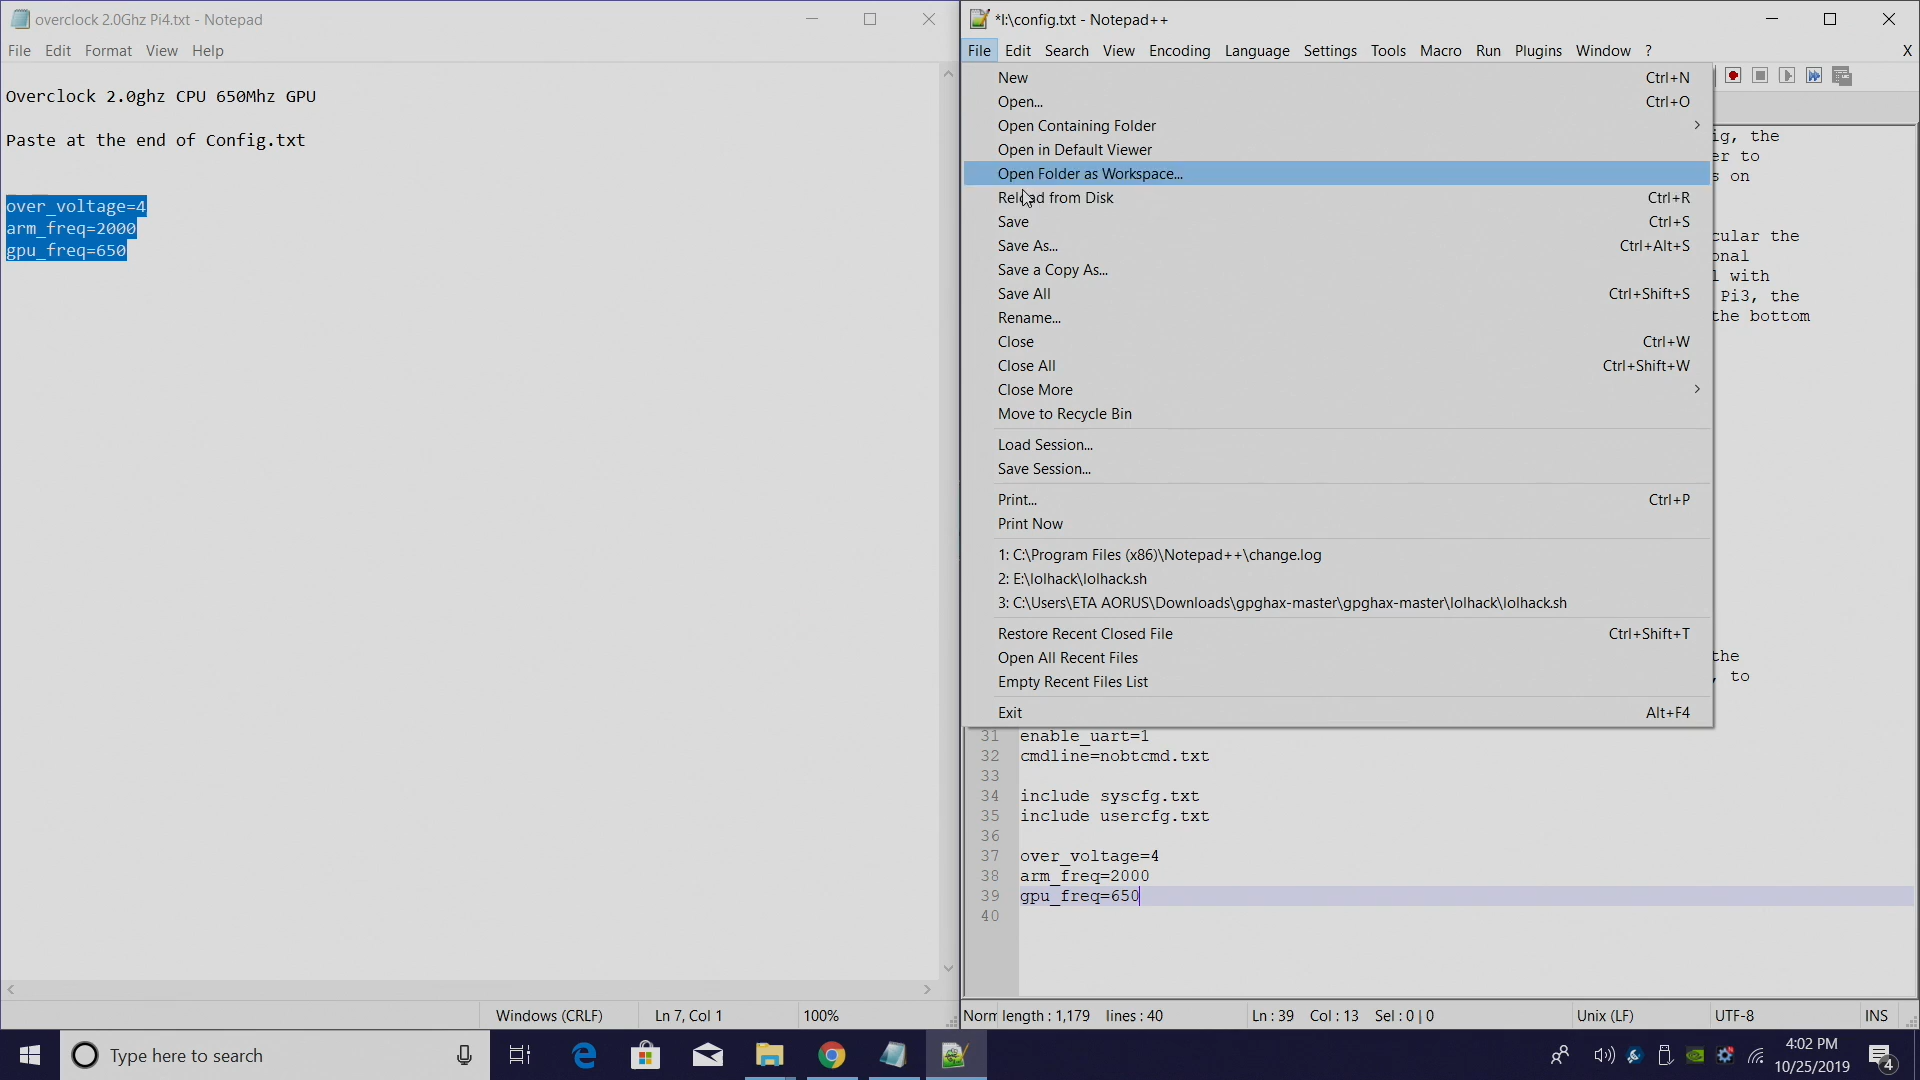 overclock 2.0Ghz Pi4.txt - Notepad
File Edit Format View Help
Overclock 2.0ghz CPU 650Mhz GPU
Paste at the end of Config.txt
over_voltage=4
arm_freq=2000
gpu_freq=650
Windows (CRLF) Ln 7, Col 1 100%
*I:\config.txt - Notepad++
File Edit Search View Encoding Language Settings Tools Macro Run Plugins Window ? X
New Ctrl+N
Open... Ctrl+O
Open Containing Folder
Open in Default Viewer
Open Folder as Workspace...
Reload from Disk Ctrl+R
Save Ctrl+S
Save As... Ctrl+Alt+S
Save a Copy As...
Save All Ctrl+Shift+S
Rename...
Close Ctrl+W
Close All Ctrl+Shift+W
Close More
Move to Recycle Bin
Load Session...
Save Session...
Print... Ctrl+P
Print Now
1: C:\Program Files (x86)\Notepad++\change.log
2: E:\lolhack\lolhack.sh
3: C:\Users\ETA AORUS\Downloads\gpghax-master\gpghax-master\lolhack\lolhack.sh
Restore Recent Closed File Ctrl+Shift+T
Open All Recent Files
Empty Recent Files List
Exit Alt+F4
ig, the
er to
s on
cular the
onal
l with
Pi3, the
the bottom
the
, to
31 enable_uart=1
32 cmdline=nobtcmd.txt
33
34 include syscfg.txt
35 include usercfg.txt
36
37 over_voltage=4
38 arm_freq=2000
39 gpu_freq=650
40
Norm length : 1,179 lines : 40 Ln : 39 Col : 13 Sel : 0 | 0 Unix (LF) UTF-8 INS
Type here to search
4:02 PM
10/25/2019
4